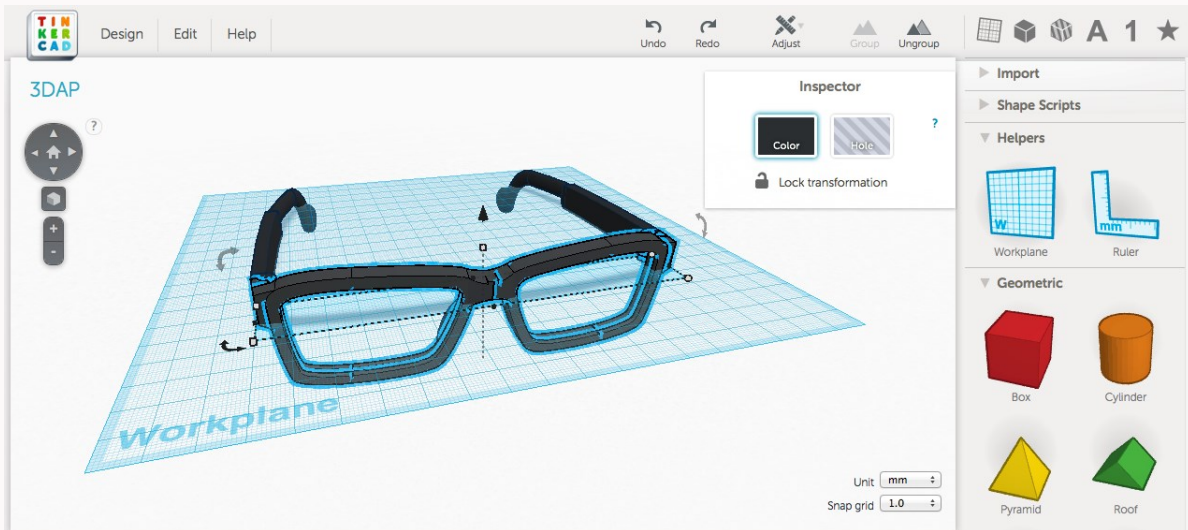 TIN
KER
CAD
Design
Edit
Help
Undo
Redo
Adjust
Group
Ungroup
A
1
3DAP
?
+
-
Inspector
Color
Hole
?
Lock transformation
Workplane
Import
Shape Scripts
Helpers
W
mm
Workplane
Ruler
Geometric
Box
Cylinder
Pyramid
Roof
Unit mm
Snap grid 1.0